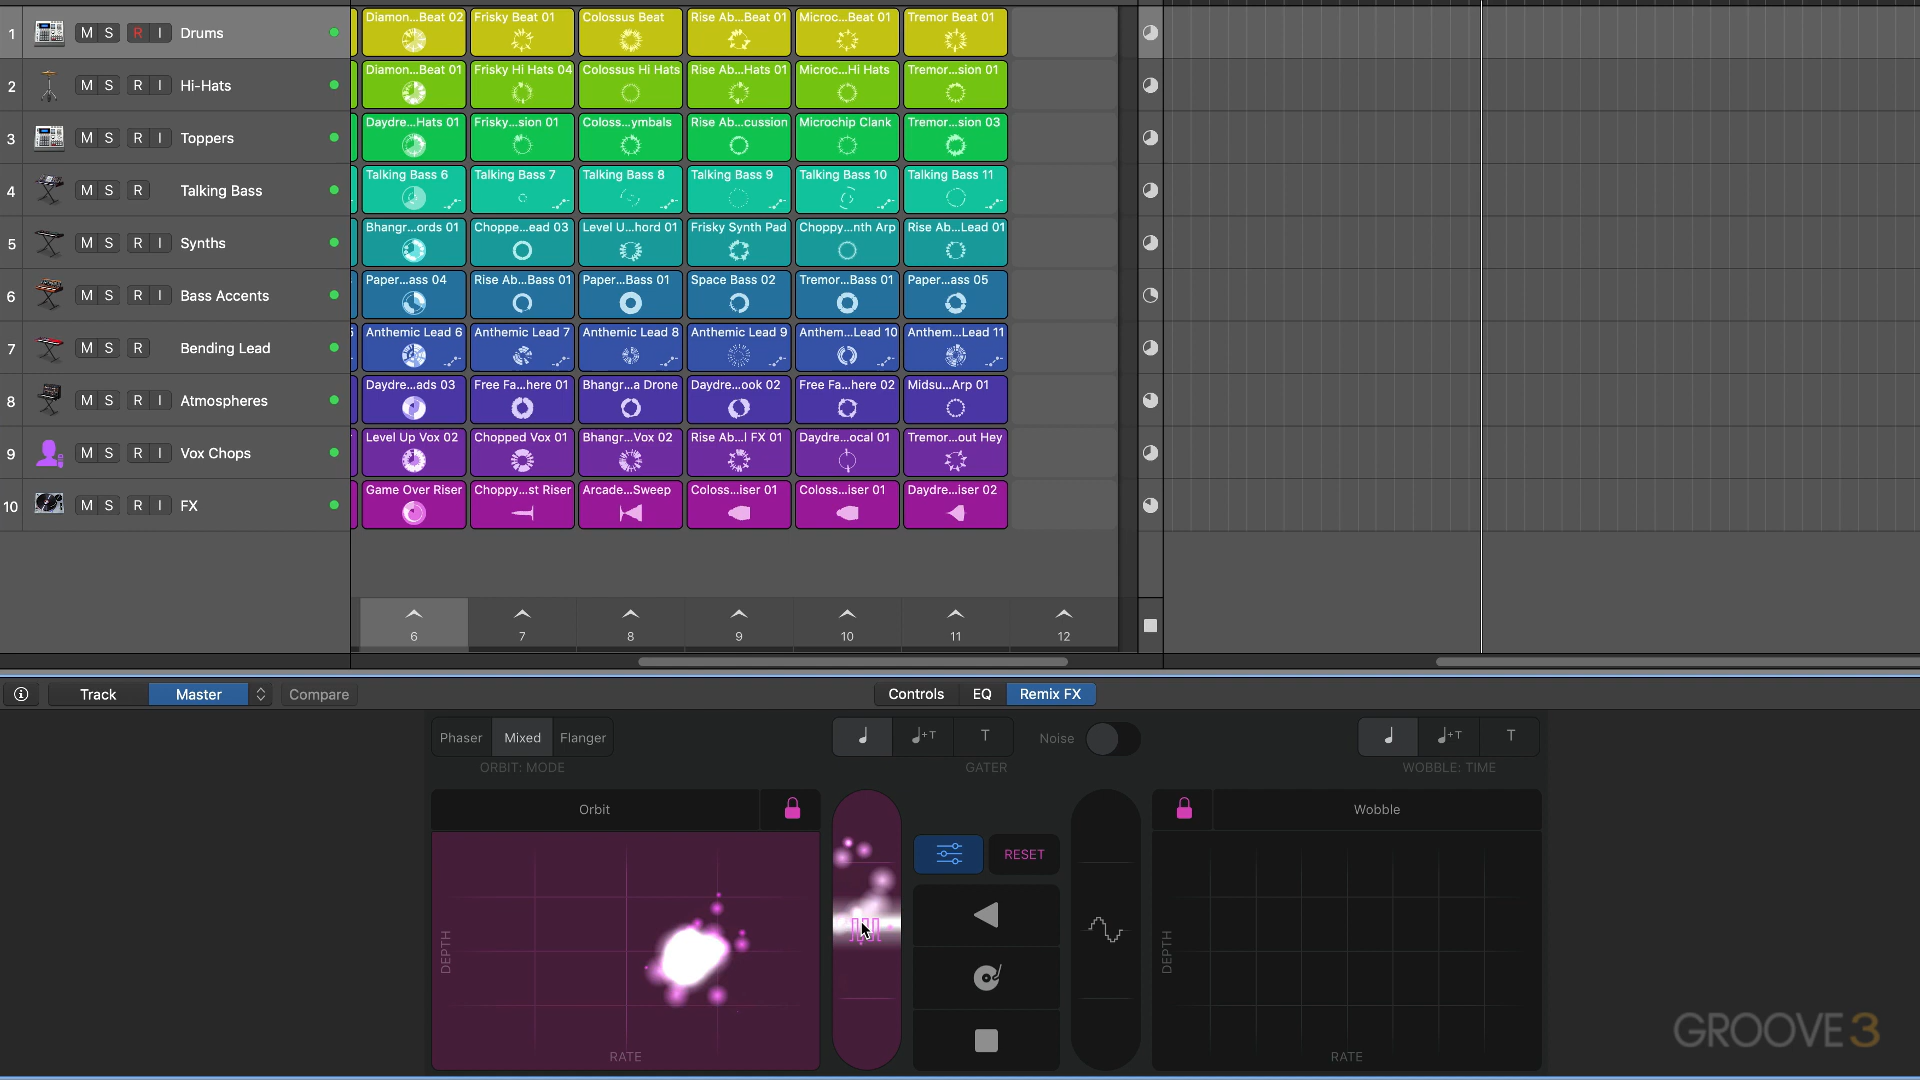 1 M S R I Drums Diamon...Beat 02 Frisky Beat 01 Colossus Beat Rise Ab...Beat 01 Microc...Beat 01 Tremor Beat 01
2 M S R I Hi-Hats Diamon...Beat 01 Frisky Hi Hats 04 Colossus Hi Hats Rise Ab...Hats 01 Microc...Hi Hats Tremor...sion 01
3 M S R I Toppers Daydre...Hats 01 Frisky...sion 01 Coloss...ymbals Rise Ab...cussion Microchip Clank Tremor...sion 03
4 M S R Talking Bass Talking Bass 6 Talking Bass 7 Talking Bass 8 Talking Bass 9 Talking Bass 10 Talking Bass 11
5 M S R I Synths Bhangr...ords 01 Choppe...ead 03 Level U...hord 01 Frisky Synth Pad Choppy...nth Arp Rise Ab...Lead 01
6 M S R I Bass Accents Paper...ass 04 Rise Ab...Bass 01 Paper...Bass 01 Space Bass 02 Tremor...Bass 01 Paper...ass 05
7 M S R Bending Lead Anthemic Lead 6 Anthemic Lead 7 Anthemic Lead 8 Anthemic Lead 9 Anthem...Lead 10 Anthem...Lead 11
8 M S R I Atmospheres Daydre...ads 03 Free Fa...here 01 Bhangr...a Drone Daydre...ook 02 Free Fa...here 02 Midsu...Arp 01
9 M S R I Vox Chops Level Up Vox 02 Chopped Vox 01 Bhangr...Vox 02 Rise Ab...l FX 01 Daydre...ocal 01 Tremor...out Hey
10 M S R I FX Game Over Riser Choppy...st Riser Arcade...Sweep Coloss...iser 01 Coloss...iser 01 Daydre...iser 02
6 7 8 9 10 11 12
Track Master Compare Controls EQ Remix FX
Phaser Mixed Flanger +T T Noise +T T
ORBIT: MODE GATER WOBBLE: TIME
Orbit Wobble
RESET
DEPTH DEPTH
RATE RATE
GROOVE3